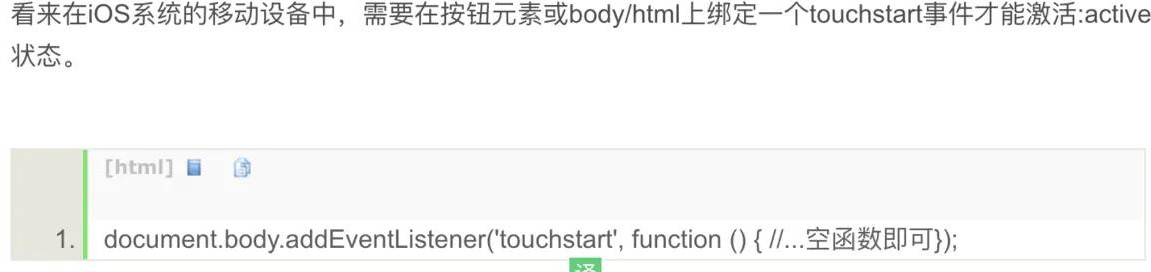 看来在iOS系统的移动设备中，需要在按钮元素或body/html上绑定一个touchstart事件才能激活:active
状态。
[html]
1. document.body.addEventListener('touchstart', function () { //...空函数即可});
译